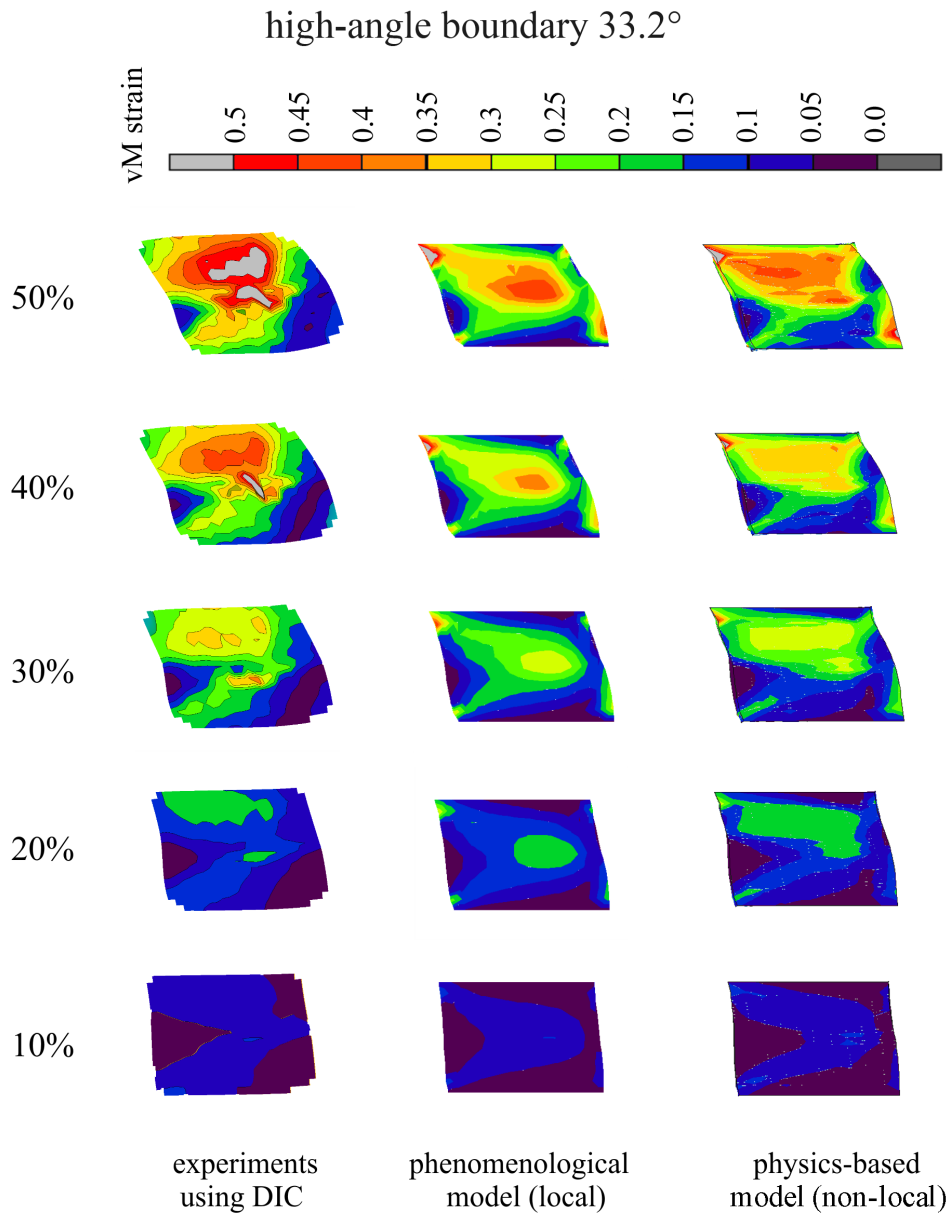 high-angle boundary 33.2°
vM strain
0.5
0.45
0.4
0.35
0.3
0.25
0.2
0.15
0.1
0.05
0.0
50%
40%
30%
20%
10%
experiments
using DIC
phenomenological
model (local)
physics-based
model (non-local)